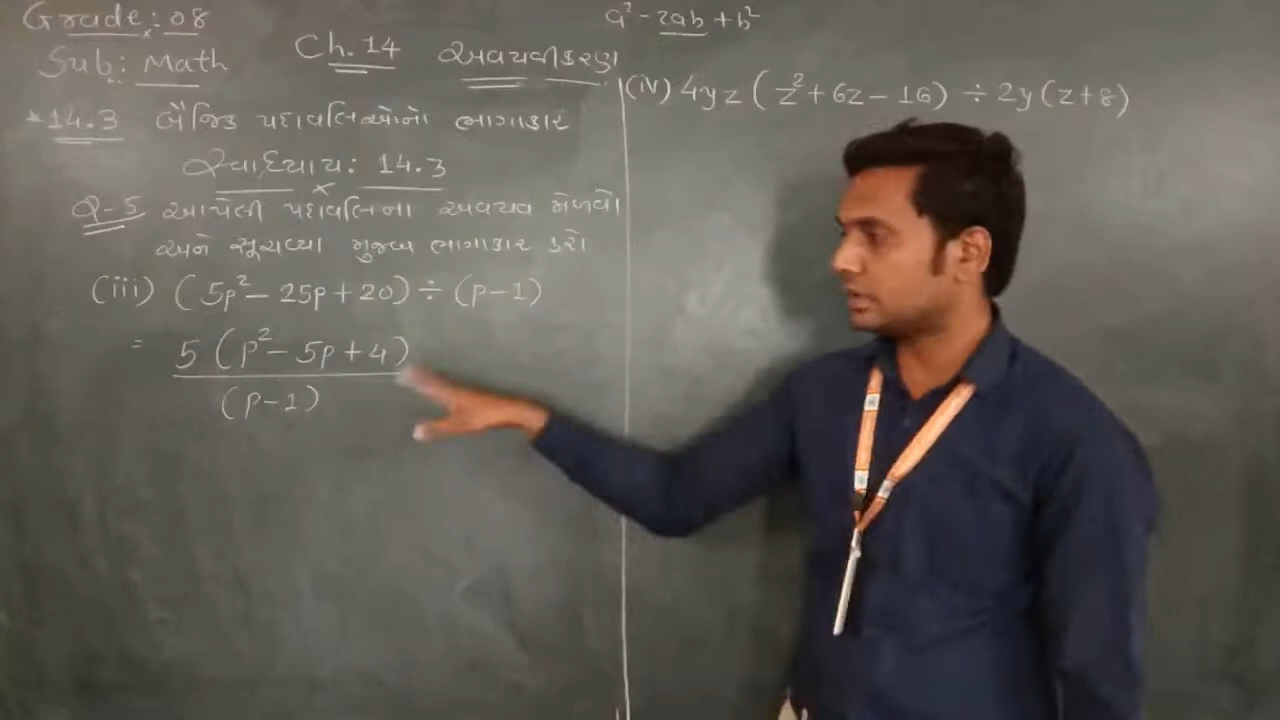 Grade: 08
Sub: Math
Ch. 14 અવયવીકરણ
* 14.3 બૈજિક પદાવલિઓનો ભાગાકાર
સ્વાધ્યાય: 14.3
Q-5 આપેલી પદાવલિના અવયવ મેળવો
અને સૂચવ્યા મુજબ ભાગાકાર કરો
(iii) (5p² - 25p + 20) ÷ (p-1)
= 5 (p² - 5p + 4)
(p-1)
a² - 2ab + b²
(iv) 4yz (z² + 6z - 16) ÷ 2y (z+8)